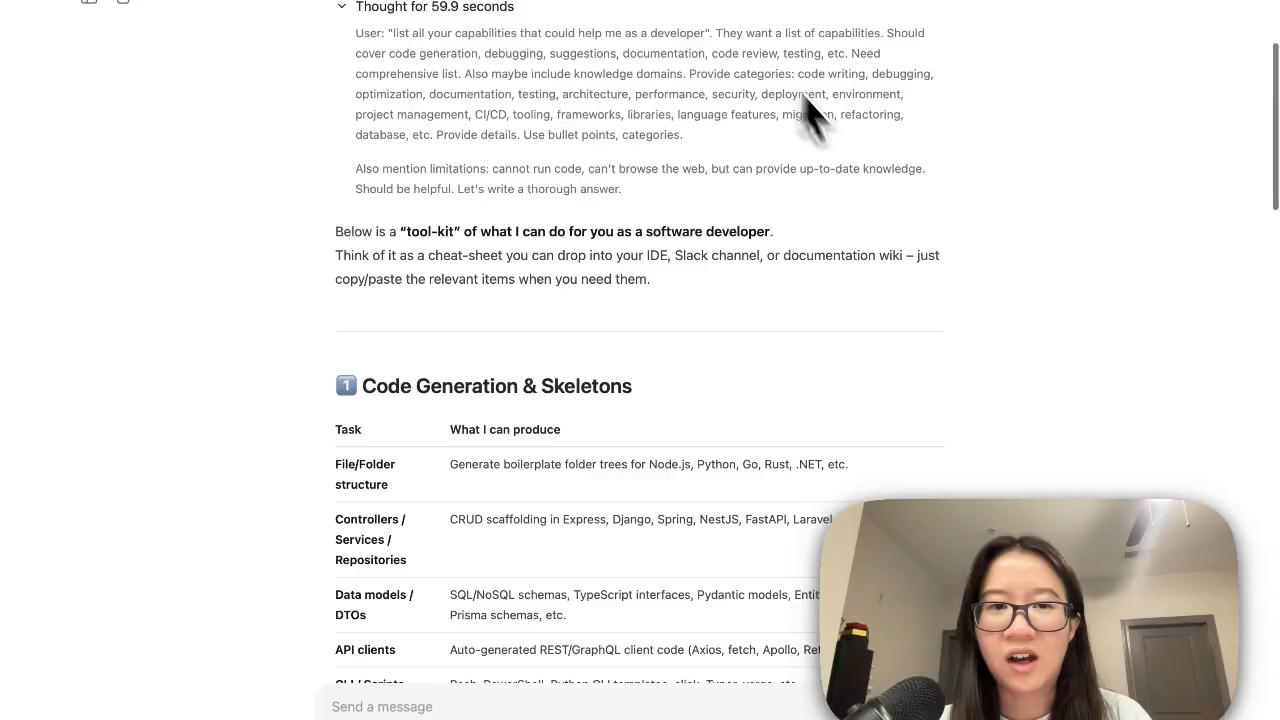 Thought for 59.9 seconds
User: "list all your capabilities that could help me as a developer". They want a list of capabilities. Should
cover code generation, debugging, suggestions, documentation, code review, testing, etc. Need
comprehensive list. Also maybe include knowledge domains. Provide categories: code writing, debugging,
optimization, documentation, testing, architecture, performance, security, deployment, environment,
project management, CI/CD, tooling, frameworks, libraries, language features, refactoring,
database, etc. Provide details. Use bullet points, categories.
Also mention limitations: cannot run code, can't browse the web, but can provide up-to-date knowledge.
Should be helpful. Let's write a thorough answer.
Below is a “tool-kit” of what I can do for you as a software developer.
Think of it as a cheat-sheet you can drop into your IDE, Slack channel, or documentation wiki – just
copy/paste the relevant items when you need them.
1 Code Generation & Skeletons
Task What I can produce
File/Folder
structure
Generate boilerplate folder trees for Node.js, Python, Go, Rust, .NET, etc.
Controllers /
Services /
Repositories
CRUD scaffolding in Express, Django, Spring, NestJS, FastAPI, Laravel
Data models /
DTOs
SQL/NoSQL schemas, TypeScript interfaces, Pydantic models,
Prisma schemas, etc.
API clients
Auto-generated REST/GraphQL client code (Axios, fetch, Apollo,
Send a message